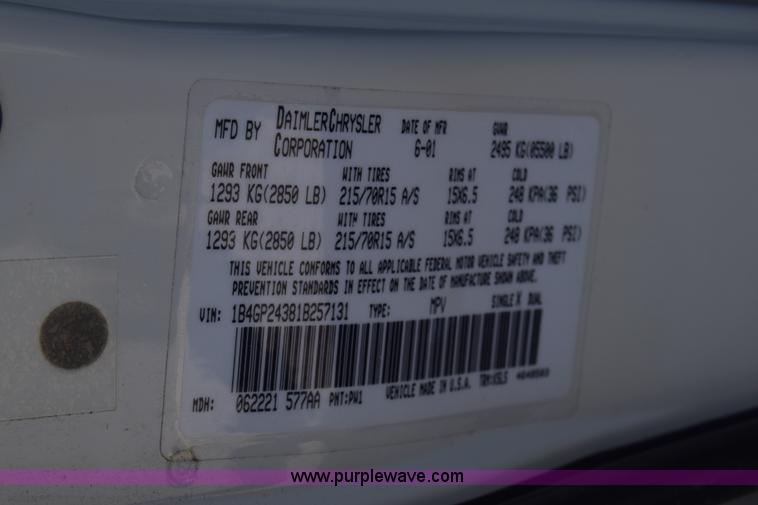 MFD BY DAIMLERCHRYSLER CORPORATION DATE OF MFR 6-01 GVWR 2495 KG(05500 LB)
GAWR FRONT WITH TIRES RIMS AT COLD
1293 KG(2850 LB) 215/70R15 A/S 15X6.5 248 KPA(36 PSI)
GAWR REAR WITH TIRES RIMS AT COLD
1293 KG(2850 LB) 215/70R15 A/S 15X6.5 248 KPA(36 PSI)
THIS VEHICLE CONFORMS TO ALL APPLICABLE FEDERAL MOTOR VEHICLE SAFETY AND THEFT
PREVENTION STANDARDS IN EFFECT ON THE DATE OF MANUFACTURE SHOWN ABOVE.
VIN: 1B4GP24381B257131 TYPE: MPV SINGLE X DUAL
MDH: 062221 577AA PNT:PW1 VEHICLE MADE IN U.S.A.
www.purplewave.com